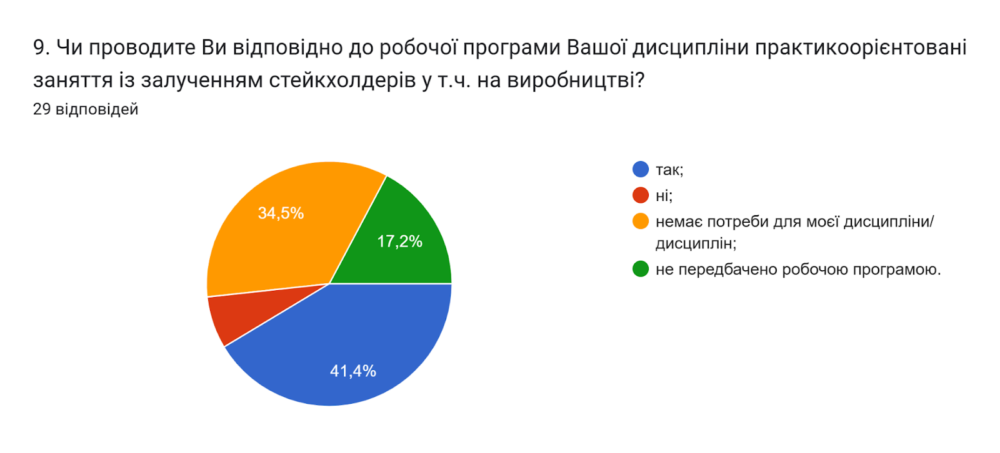 9. Чи проводите Ви відповідно до робочої програми Вашої дисципліни практикоорієнтовані
заняття із залученням стейкхолдерів у т.ч. на виробництві?
29 відповідей
34,5%
17,2%
41,4%
так;
ні;
немає потреби для моєї дисципліни/
дисциплін;
не передбачено робочою програмою.